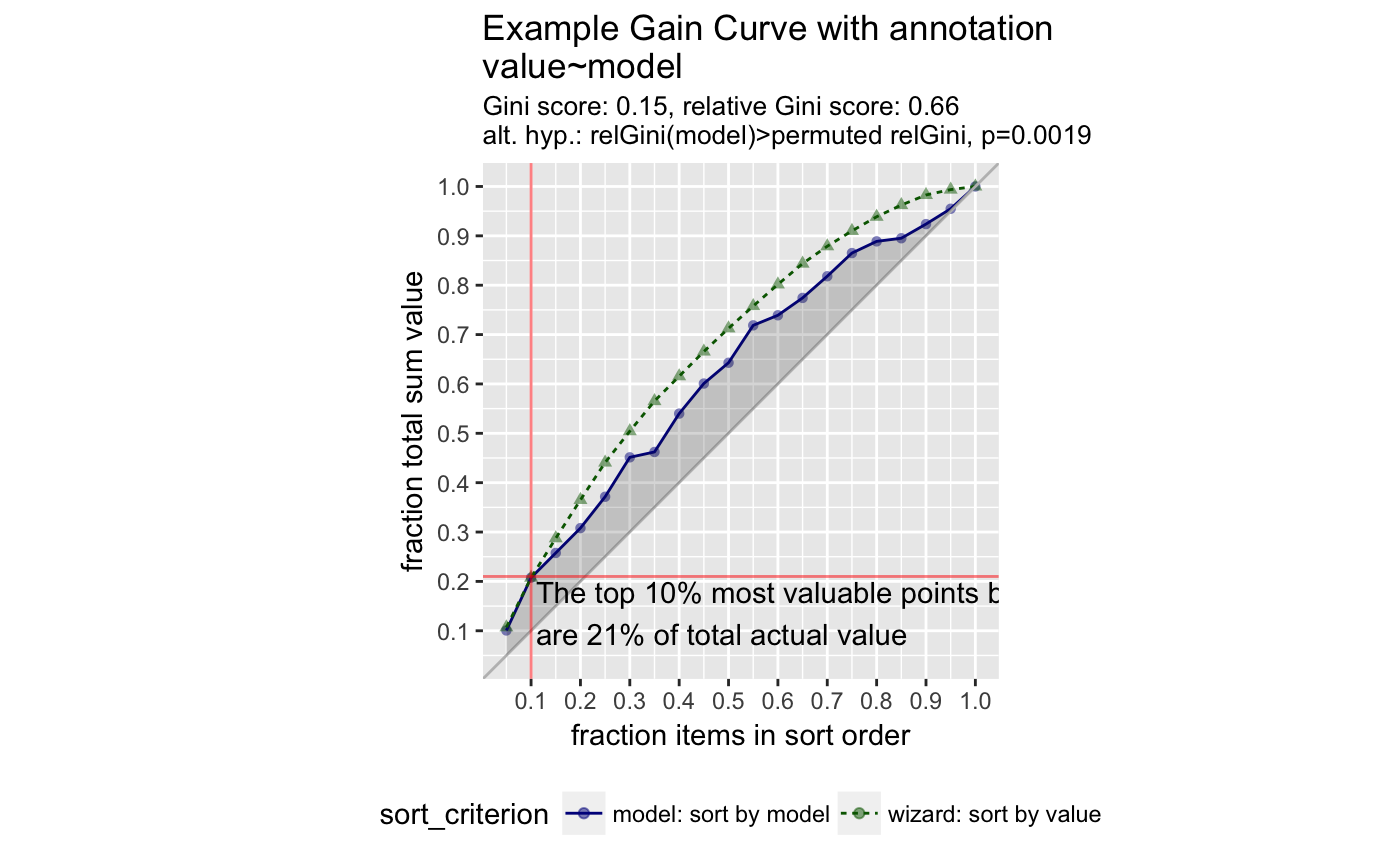 Example Gain Curve with annotation
value~model
Gini score: 0.15, relative Gini score: 0.66
alt. hyp.: relGini(model)>permuted relGini, p=0.0019
fraction total sum value
1.0
0.9
0.8
0.7
0.6
0.5
0.4
0.3
0.2
0.1
The top 10% most valuable points b
are 21% of total actual value
0.1 0.2 0.3 0.4 0.5 0.6 0.7 0.8 0.9 1.0
fraction items in sort order
sort_criterion model: sort by model wizard: sort by value